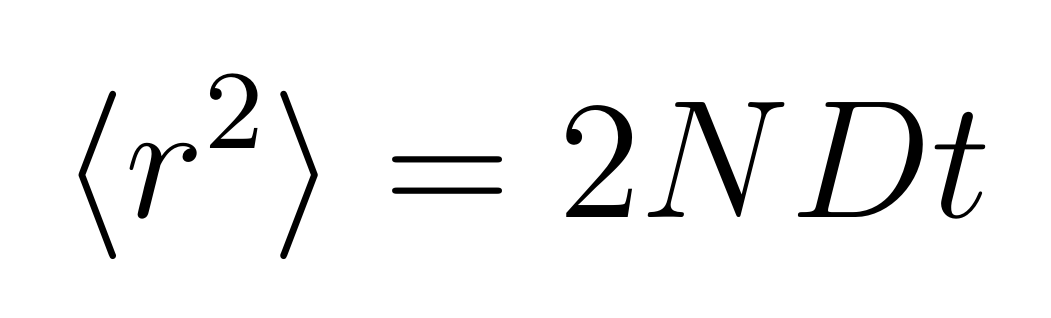 ⟨r²⟩ = 2NDt